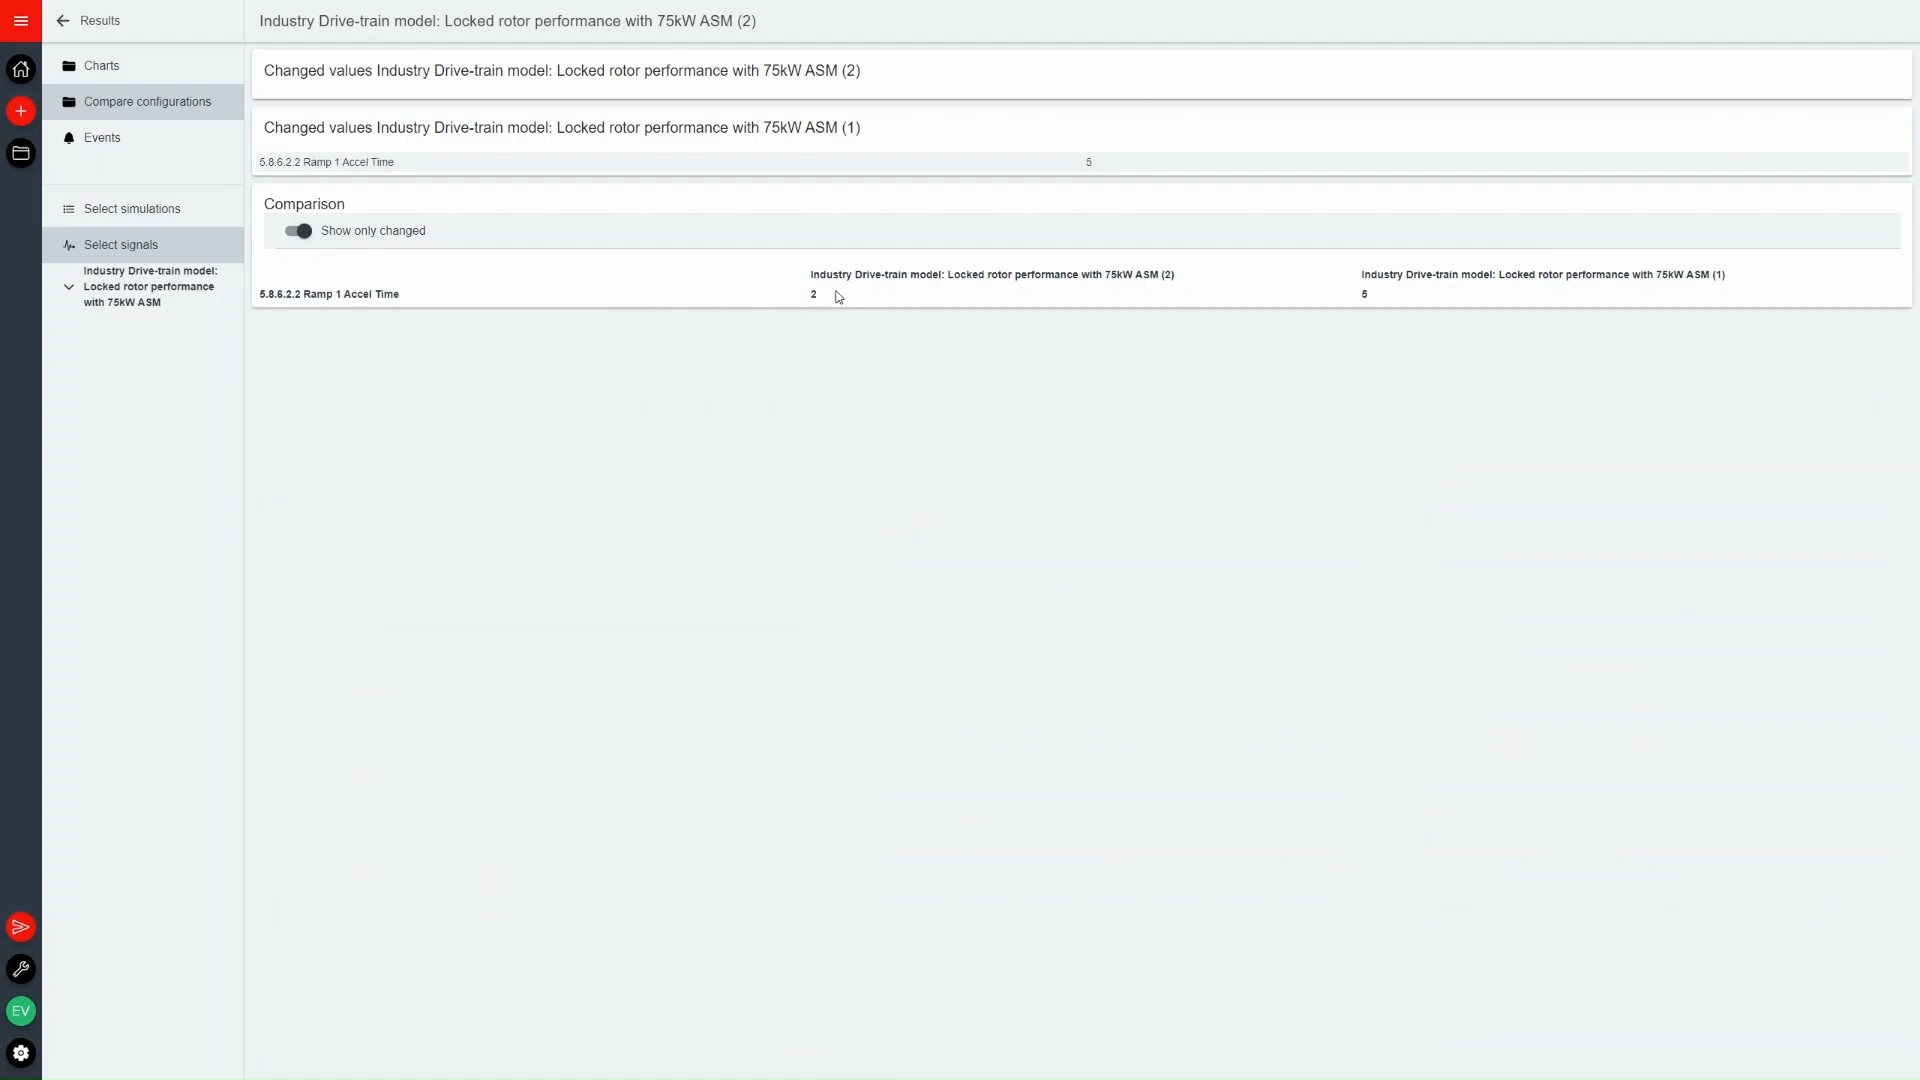 Results
Industry Drive-train model: Locked rotor performance with 75kW ASM (2)
Charts
Compare configurations
Events
Select simulations
Select signals
Industry Drive-train model:
Locked rotor performance
with 75kW ASM
Changed values Industry Drive-train model: Locked rotor performance with 75kW ASM (2)
Changed values Industry Drive-train model: Locked rotor performance with 75kW ASM (1)
5.8.6.2.2 Ramp 1 Accel Time 5
Comparison
Show only changed
Industry Drive-train model: Locked rotor performance with 75kW ASM (2) Industry Drive-train model: Locked rotor performance with 75kW ASM (1)
5.8.6.2.2 Ramp 1 Accel Time 2 5
EV